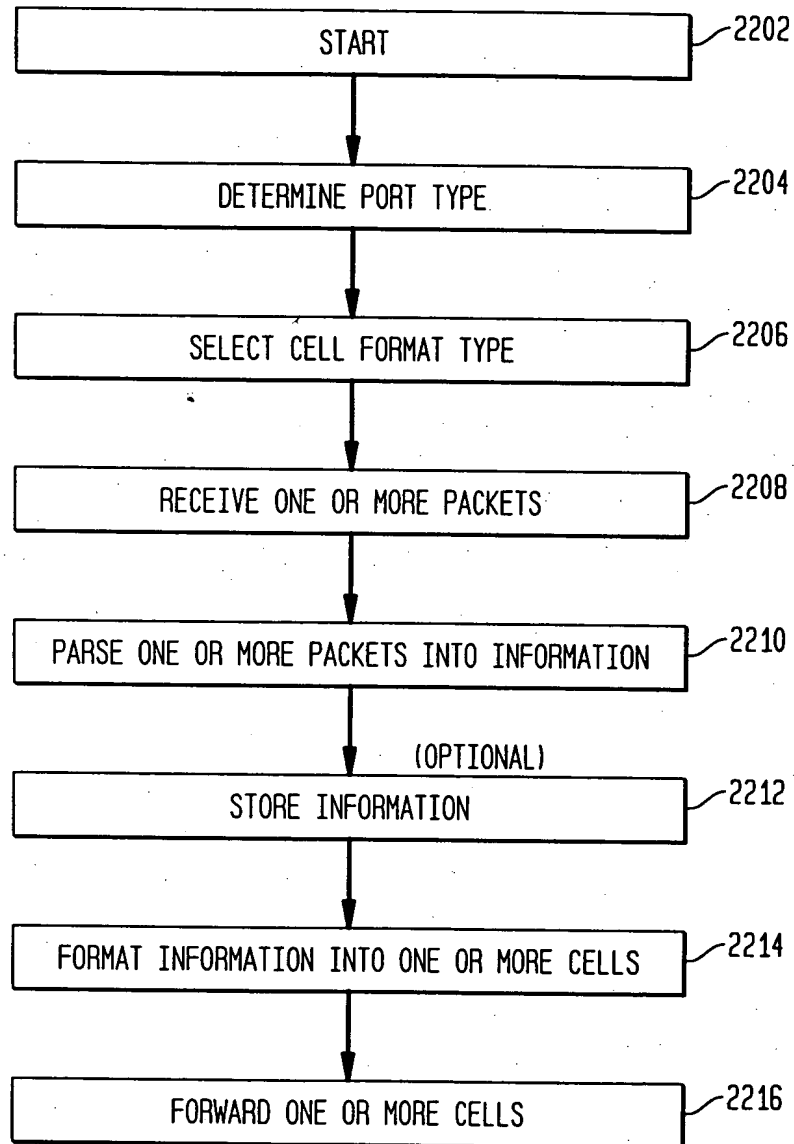 START 2202
DETERMINE PORT TYPE 2204
SELECT CELL FORMAT TYPE 2206
RECEIVE ONE OR MORE PACKETS 2208
PARSE ONE OR MORE PACKETS INTO INFORMATION 2210
(OPTIONAL)
STORE INFORMATION 2212
FORMAT INFORMATION INTO ONE OR MORE CELLS 2214
FORWARD ONE OR MORE CELLS 2216